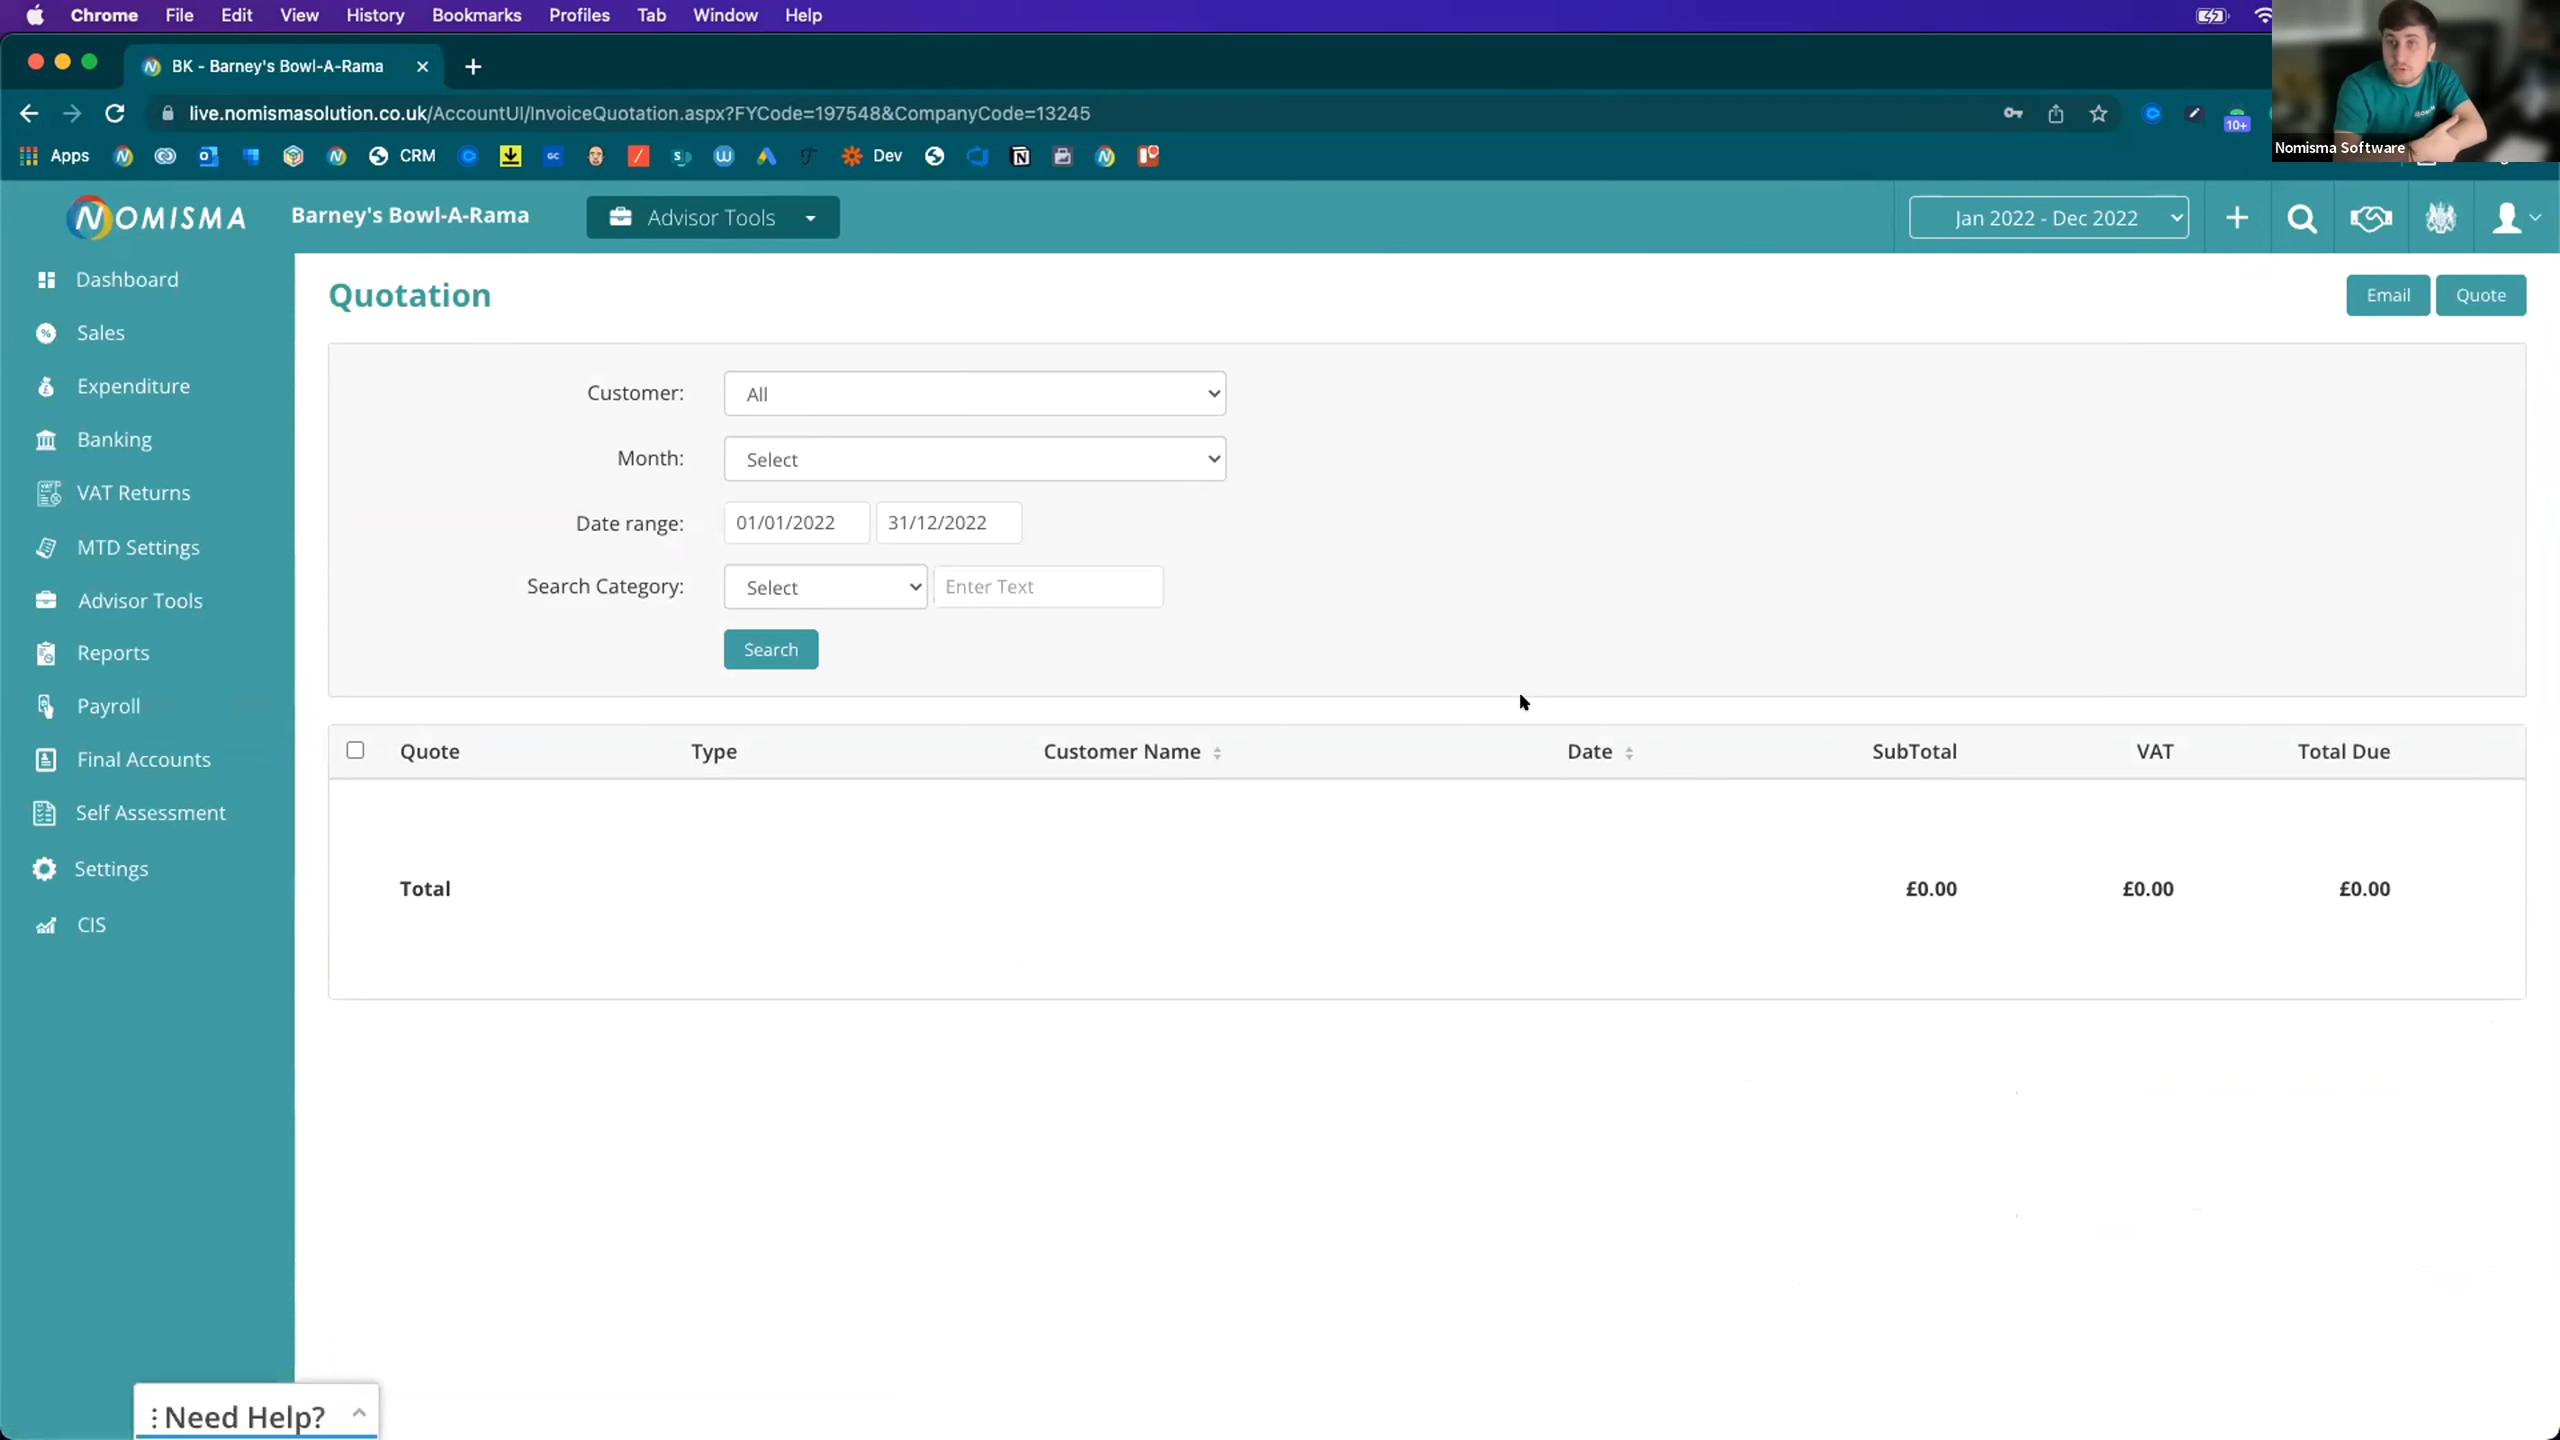 Chrome File Edit View History Bookmarks Profiles Tab Window Help
BK - Barney's Bowl-A-Rama
live.nomismasolution.co.uk/AccountUI/InvoiceQuotation.aspx?FYCode=197548&CompanyCode=13245
10+
Apps CRM GC Dev
Nomisma Software
NOMISMA Barney's Bowl-A-Rama Advisor Tools Jan 2022 - Dec 2022
Dashboard
Sales
Expenditure
Banking
VAT Returns
MTD Settings
Advisor Tools
Reports
Payroll
Final Accounts
Self Assessment
Settings
CIS
Quotation Email Quote
Customer: All
Month: Select
Date range: 01/01/2022 31/12/2022
Search Category: Select Enter Text
Search
Quote Type Customer Name Date SubTotal VAT Total Due
Total £0.00 £0.00 £0.00
Need Help?